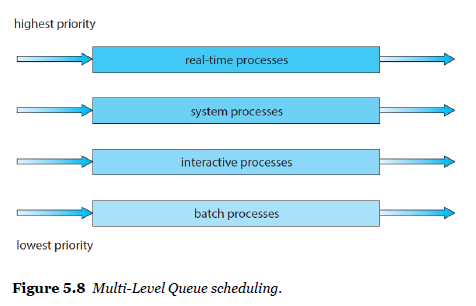 highest priority
real-time processes
system processes
interactive processes
batch processes
lowest priority
Figure 5.8 Multi-Level Queue scheduling.